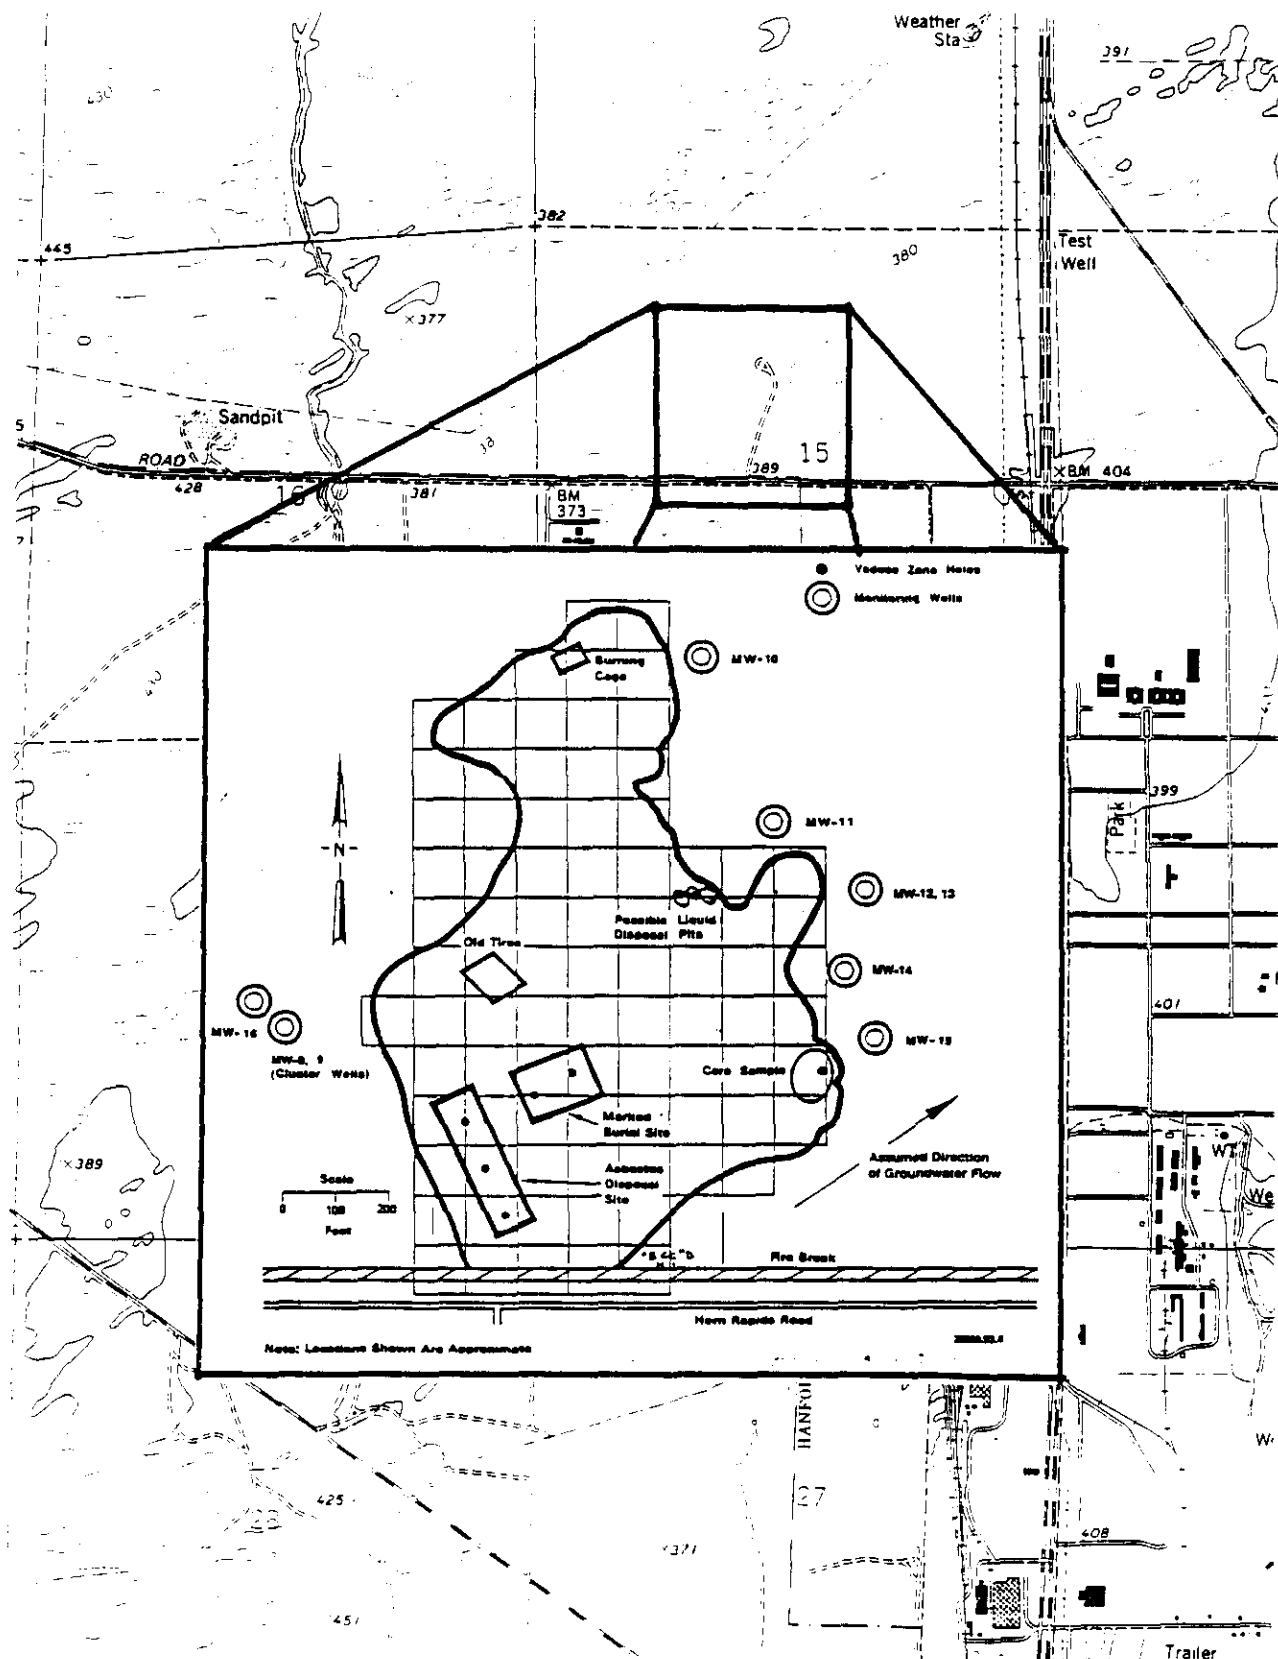 Weather
Sta
391
430
382
445
380
Test
Well
×377
Sandpit
ROAD
15
389
×BM 404
428
16
381
BM
373
Vadose Zone Holes
Monitoring Wells
Burning
Cage
MW-10
MW-11
399
Park
N
MW-12, 13
Possible Liquid
Disposal Pits
Old Tires
MW-14
MW-16
MW-15
401
MW-8, 9
(Cluster Wells)
Core Sample
Marked
Burial Site
×389
Assumed Direction
of Groundwater Flow
Asbestos
Disposal
Site
Scale
0 100 200
Feet
Fire Break
Horn Rapids Road
Note: Locations Shown Are Approximate
HANFO
27
425
×371
408
451
Trailer